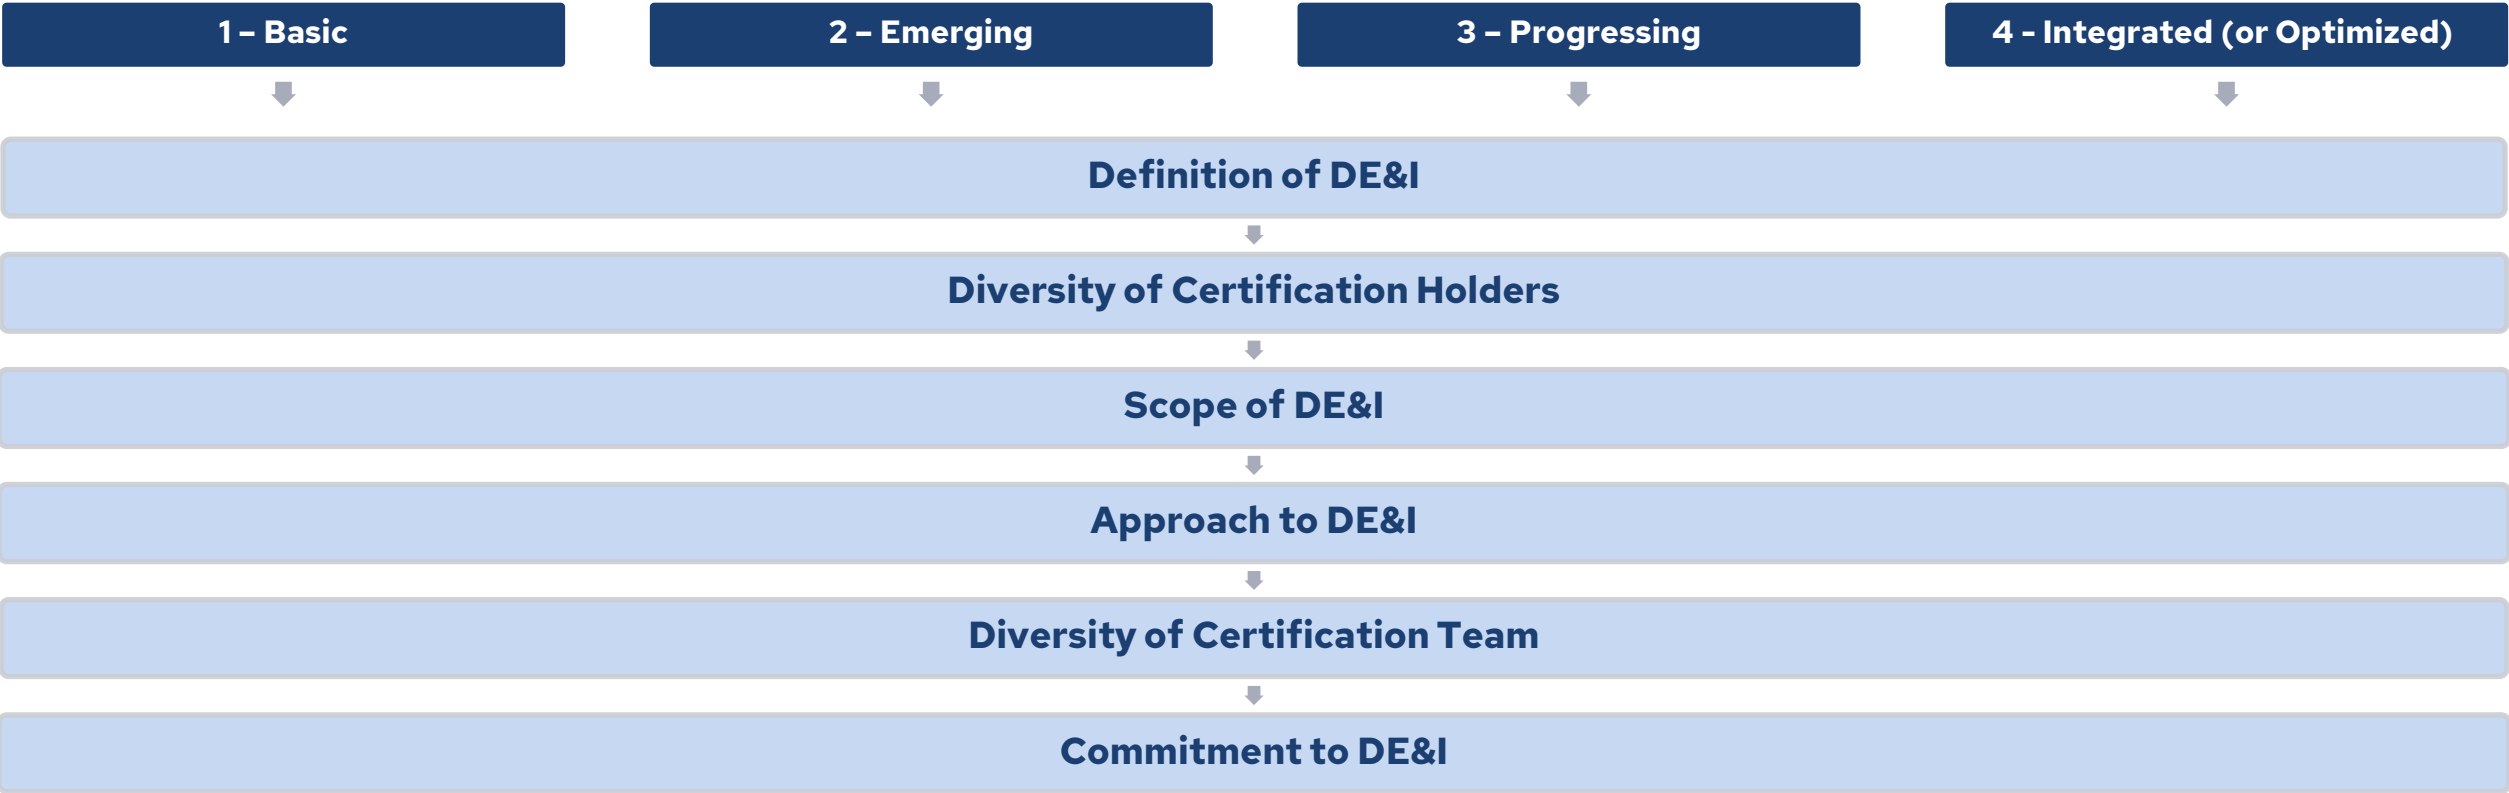 1 – Basic
2 – Emerging
3 – Progressing
4 - Integrated (or Optimized)
Definition of DE&I
Diversity of Certification Holders
Scope of DE&I
Approach to DE&I
Diversity of Certification Team
Commitment to DE&I